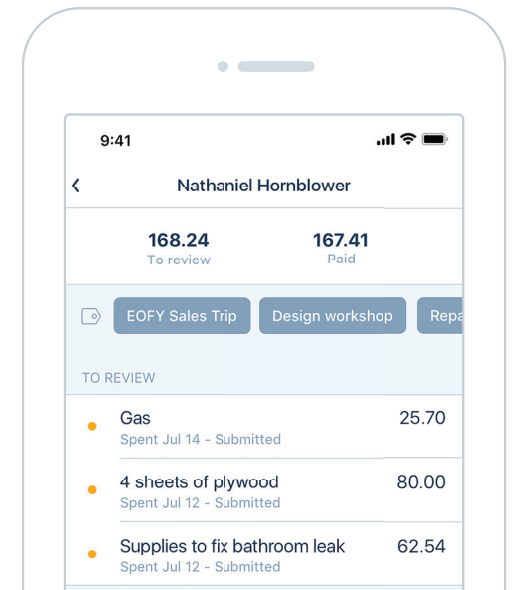 9:41
Nathaniel Hornblower
168.24 167.41
To review Paid
EOFY Sales Trip Design workshop Repa
TO REVIEW
Gas 25.70
Spent Jul 14 - Submitted
4 sheets of plywood 80.00
Spent Jul 12 - Submitted
Supplies to fix bathroom leak 62.54
Spent Jul 12 - Submitted